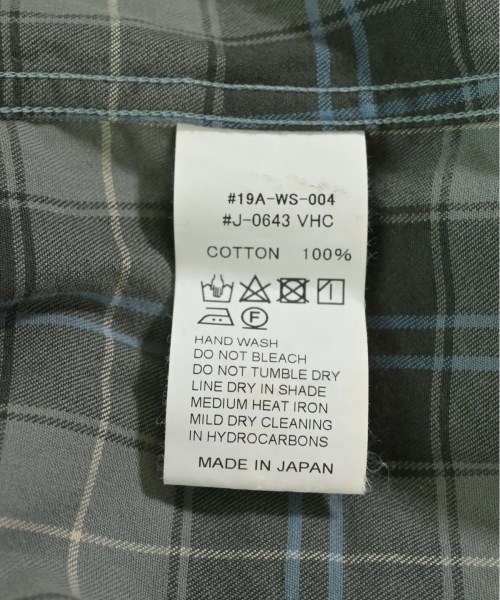 #19A-WS-004
#J-0643 VHC
COTTON 100%
F
HAND WASH
DO NOT BLEACH
DO NOT TUMBLE DRY
LINE DRY IN SHADE
MEDIUM HEAT IRON
MILD DRY CLEANING
IN HYDROCARBONS
MADE IN JAPAN